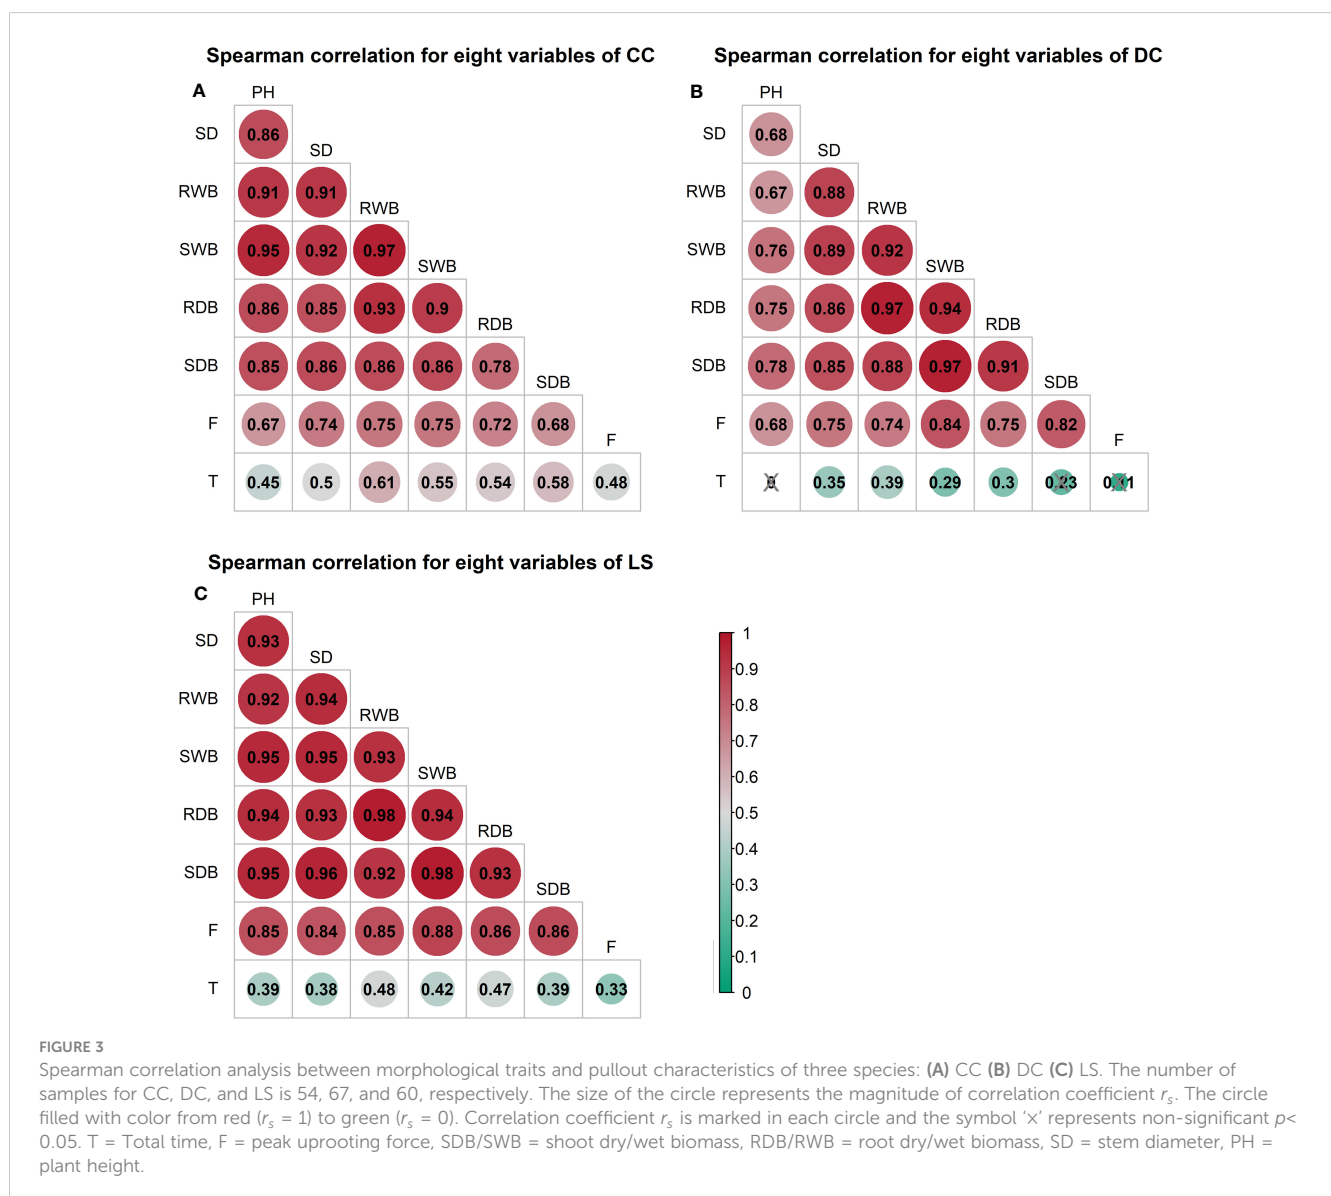 Spearman correlation for eight variables of CC
A
PH
SD 0.86
SD
RWB 0.91 0.91
RWB
SWB 0.95 0.92 0.97
SWB
RDB 0.86 0.85 0.93 0.9
RDB
SDB 0.85 0.86 0.86 0.86 0.78
SDB
F 0.67 0.74 0.75 0.75 0.72 0.68
F
T 0.45 0.5 0.61 0.55 0.54 0.58 0.48
Spearman correlation for eight variables of DC
B
PH
SD 0.68
SD
RWB 0.67 0.88
RWB
SWB 0.76 0.89 0.92
SWB
RDB 0.75 0.86 0.97 0.94
RDB
SDB 0.78 0.85 0.88 0.97 0.91
SDB
F 0.68 0.75 0.74 0.84 0.75 0.82
F
T 0 0.35 0.39 0.29 0.3 0.23 0.01
Spearman correlation for eight variables of LS
C
PH
SD 0.93
SD
RWB 0.92 0.94
RWB
SWB 0.95 0.95 0.93
SWB
RDB 0.94 0.93 0.98 0.94
RDB
SDB 0.95 0.96 0.92 0.98 0.93
SDB
F 0.85 0.84 0.85 0.88 0.86 0.86
F
T 0.39 0.38 0.48 0.42 0.47 0.39 0.33
1
0.9
0.8
0.7
0.6
0.5
0.4
0.3
0.2
0.1
0
FIGURE 3
Spearman correlation analysis between morphological traits and pullout characteristics of three species: (A) CC (B) DC (C) LS. The number of
samples for CC, DC, and LS is 54, 67, and 60, respectively. The size of the circle represents the magnitude of correlation coefficient rs. The circle
filled with color from red (rs = 1) to green (rs = 0). Correlation coefficient rs is marked in each circle and the symbol ‘×’ represents non-significant p<
0.05. T = Total time, F = peak uprooting force, SDB/SWB = shoot dry/wet biomass, RDB/RWB = root dry/wet biomass, SD = stem diameter, PH =
plant height.